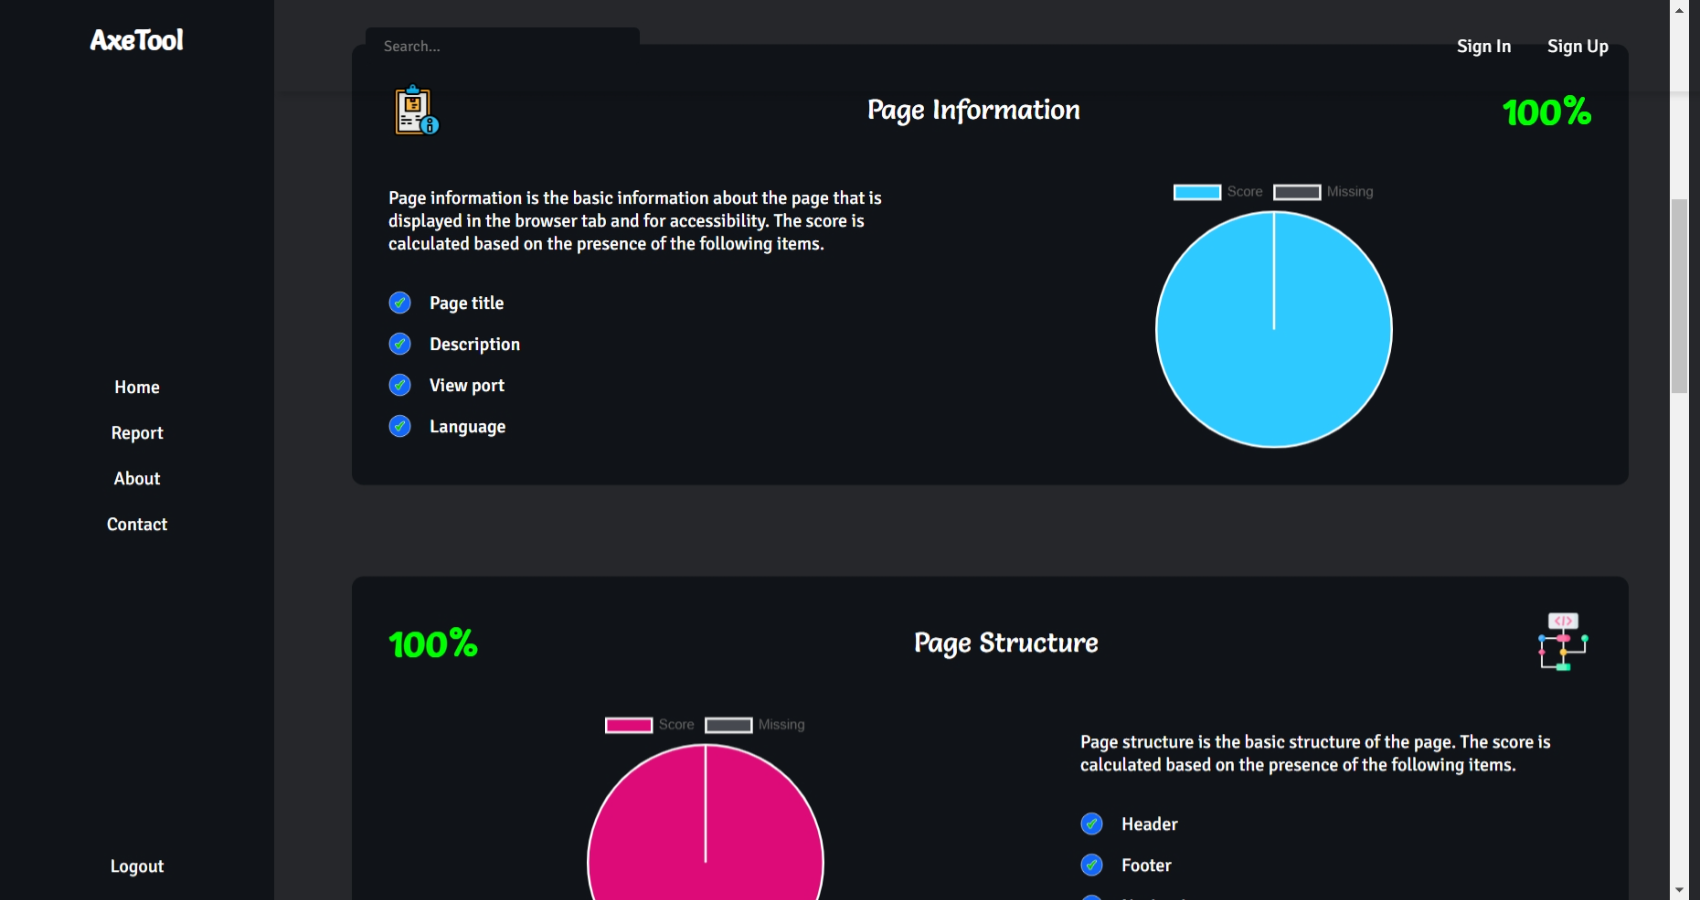 AxeTool
Search...
Sign In
Sign Up
Home
Report
About
Contact
Logout
Page Information
100%
Page information is the basic information about the page that is
displayed in the browser tab and for accessibility. The score is
calculated based on the presence of the following items.
Page title
Description
View port
Language
Score
Missing
100%
Page Structure
</>
Score
Missing
Page structure is the basic structure of the page. The score is
calculated based on the presence of the following items.
Header
Footer